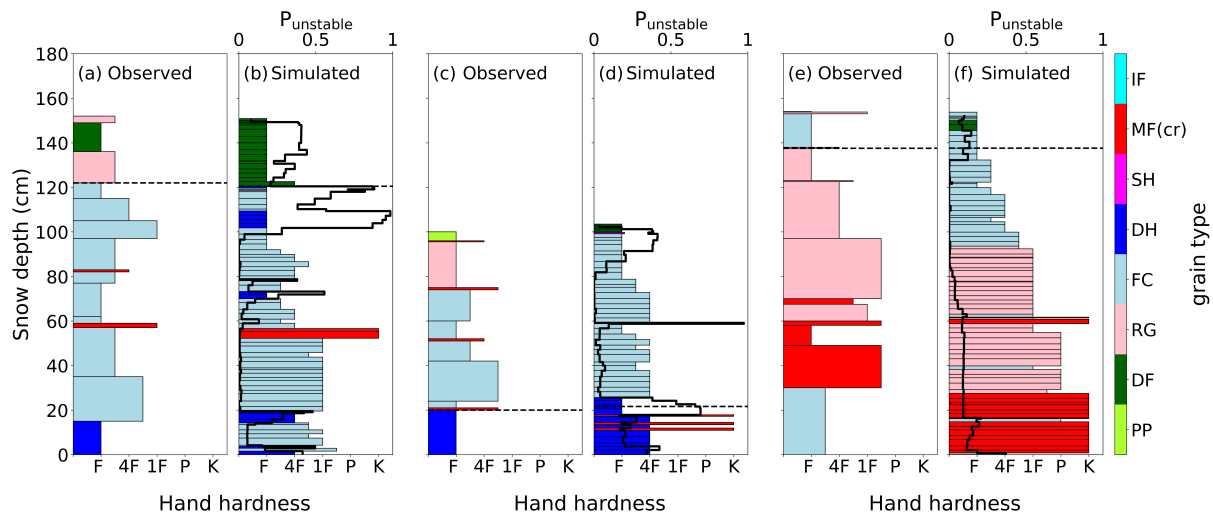 P_unstable P_unstable P_unstable
0 0.5 1 0 0.5 1 0 0.5 1
180 (a) Observed (b) Simulated (c) Observed (d) Simulated (e) Observed (f) Simulated IF
160
140 MF(cr)
120 SH
100 DH
80 FC
60 RG
40 DF
20 PP
0
Snow depth (cm)
grain type
F 4F 1F P K F 4F 1F P K F 4F 1F P K F 4F 1F P K F 4F 1F P K F 4F 1F P K
Hand hardness Hand hardness Hand hardness